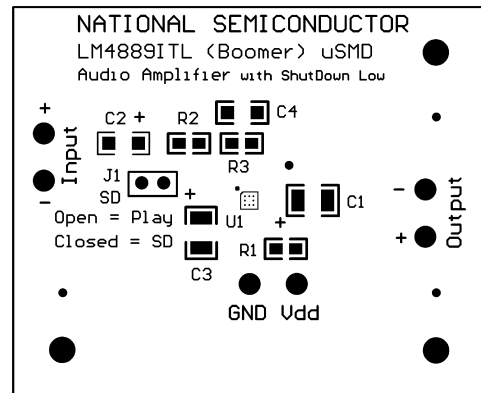 NATIONAL SEMICONDUCTOR
LM4889ITL (Boomer) uSMD
Audio Amplifier with ShutDown Low
+
Input
-
C2 +
R2
C4
R3
J1
SD
+
U1
C1
+
Open = Play
Closed = SD
C3
R1
GND Vdd
-
Output
+